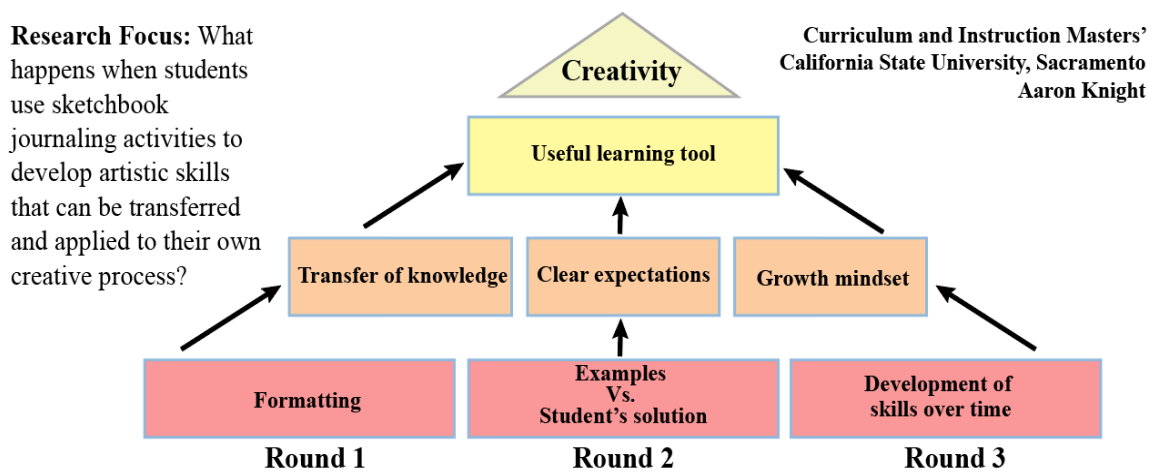 Research Focus: What
happens when students
use sketchbook
journaling activities to
develop artistic skills
that can be transferred
and applied to their own
creative process?
Curriculum and Instruction Masters’
California State University, Sacramento
Aaron Knight
Creativity
Useful learning tool
Transfer of knowledge
Clear expectations
Growth mindset
Formatting
Examples
Vs.
Student’s solution
Development of
skills over time
Round 1
Round 2
Round 3